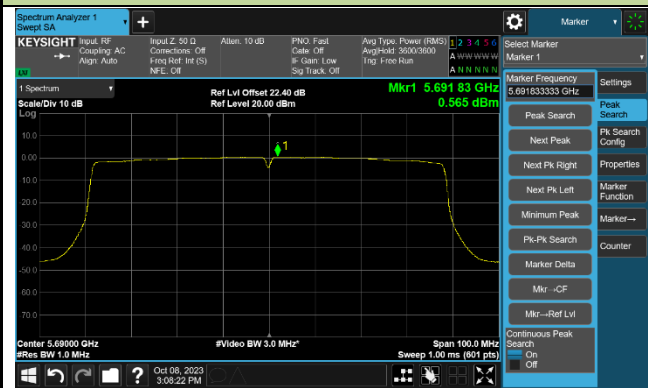 Spectrum Analyzer 1
Swept SA
Marker
KEYSIGHT
Input: RF
Coupling: AC
Align: Auto
Input Z: 50 Ω
Corrections: Off
Freq Ref: Int (S)
NFE: Off
Atten: 10 dB
PNO: Fast
Gate: Off
IF Gain: Low
Sig Track: Off
Avg Type: Power (RMS)
Avg|Hold: 3600/3600
Trig: Free Run
1 2 3 4 5 6
A W W W W W
A N N N N N
Select Marker
Marker 1
1 Spectrum
Scale/Div 10 dB
Ref Lvl Offset 22.40 dB
Ref Level 20.00 dBm
Mkr1 5.691 83 GHz
0.565 dBm
Marker Frequency
5.691833333 GHz
Settings
Peak Search
Peak
Search
Next Peak
Pk Search
Config
Next Pk Right
Properties
Next Pk Left
Marker
Function
Minimum Peak
Marker→
Pk-Pk Search
Counter
Marker Delta
Mkr→CF
Mkr→Ref Lvl
Continuous Peak
Search
On
Off
Log
10.0
0.00
1
-10.0
-20.0
-30.0
-40.0
-50.0
-60.0
-70.0
Center 5.69000 GHz
#Res BW 1.0 MHz
#Video BW 3.0 MHz*
Span 100.0 MHz
Sweep 1.00 ms (601 pts)
?
Oct 08, 2023
3:08:22 PM